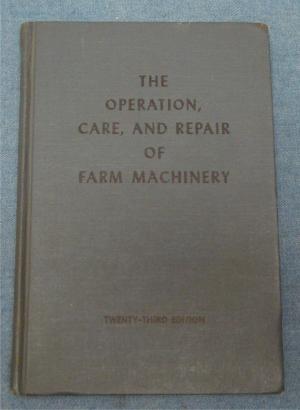 THE
OPERATION,
CARE, AND REPAIR
OF
FARM MACHINERY
TWENTY-THIRD EDITION